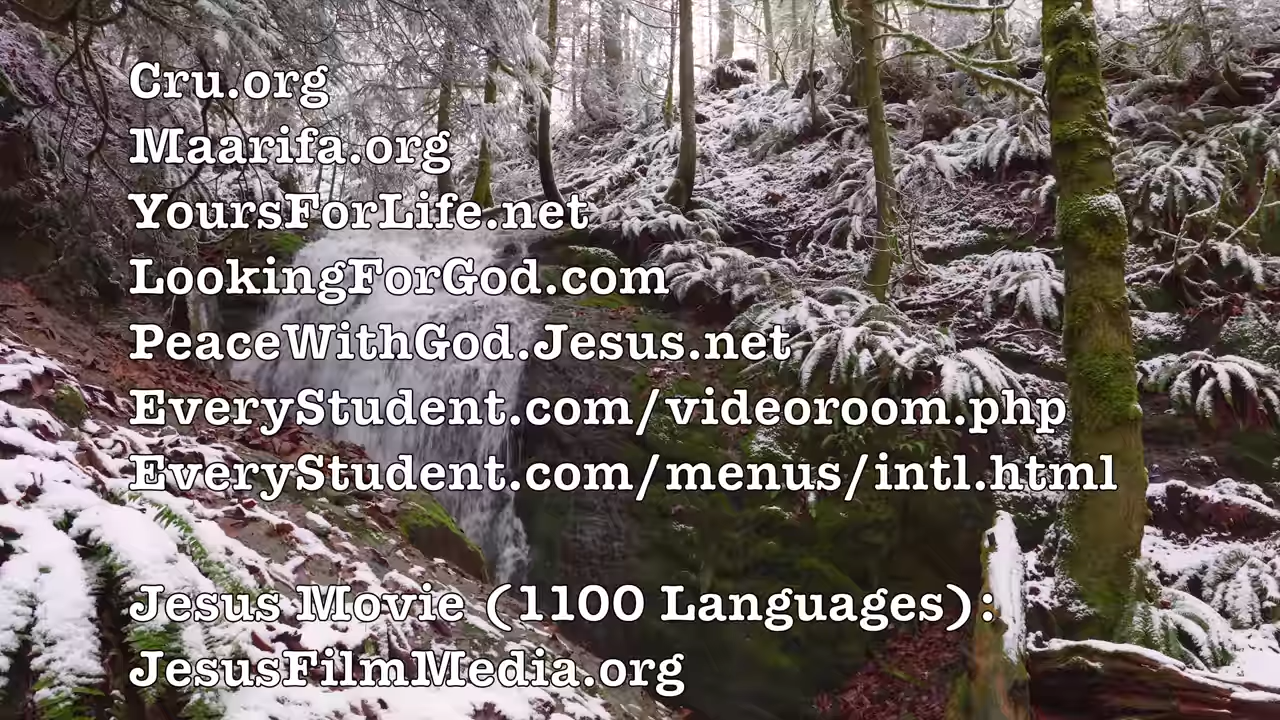 Cru.org
Maarifa.org
YoursForLife.net
LookingForGod.com
PeaceWithGod.Jesus.net
EveryStudent.com/videoroom.php
EveryStudent.com/menus/intl.html
Jesus Movie (1100 Languages):
JesusFilmMedia.org